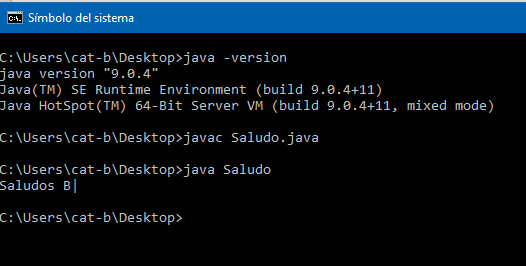 Símbolo del sistema
C:\Users\cat-b\Desktop>java -version
java version "9.0.4"
Java(TM) SE Runtime Environment (build 9.0.4+11)
Java HotSpot(TM) 64-Bit Server VM (build 9.0.4+11, mixed mode)
C:\Users\cat-b\Desktop>javac Saludo.java
C:\Users\cat-b\Desktop>java Saludo
Saludos B|
C:\Users\cat-b\Desktop>